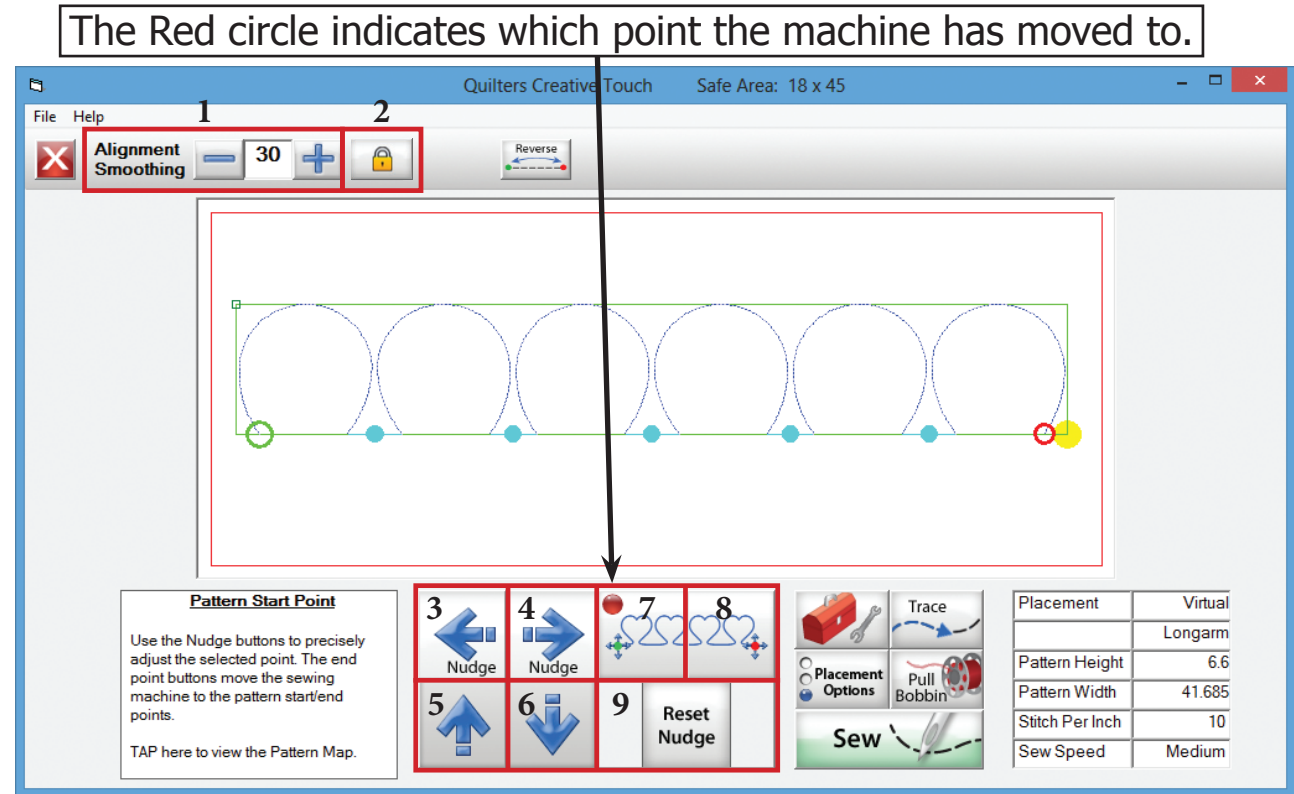 The Red circle indicates which point the machine has moved to.
Quilters Creative Touch Safe Area: 18 x 45
File Help
1 2
Alignment
Smoothing
30
Reverse
Pattern Start Point
Use the Nudge buttons to precisely
adjust the selected point. The end
point buttons move the sewing
machine to the pattern start/end
points.
TAP here to view the Pattern Map.
3 4 7 8
Nudge Nudge
5 6 9
Reset
Nudge
Trace
Placement
Options
Pull
Bobbin
Sew
Placement Virtual
Longarm
Pattern Height 6.6
Pattern Width 41.685
Stitch Per Inch 10
Sew Speed Medium